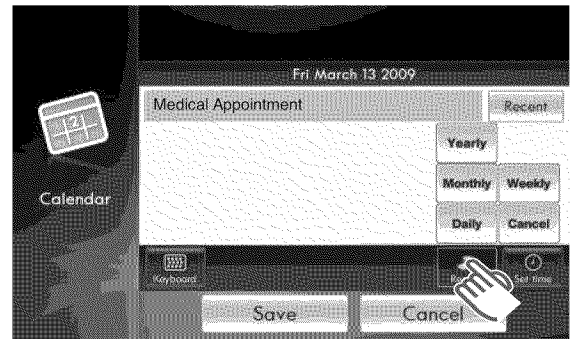 Fri March 13 2009
Medical Appointment
Recent
Yearly
Calendar
Monthly Weekly
Daily Cancel
Keyboard
Set time
Save Cancel